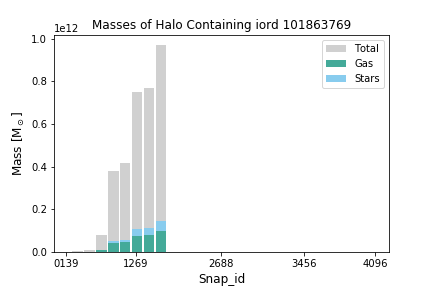 Masses of Halo Containing iord 101863769
1e12
1.0
0.8
0.6
0.4
0.2
0.0
Mass [M⊙]
Total
Gas
Stars
0139 1269 2688 3456 4096
Snap_id